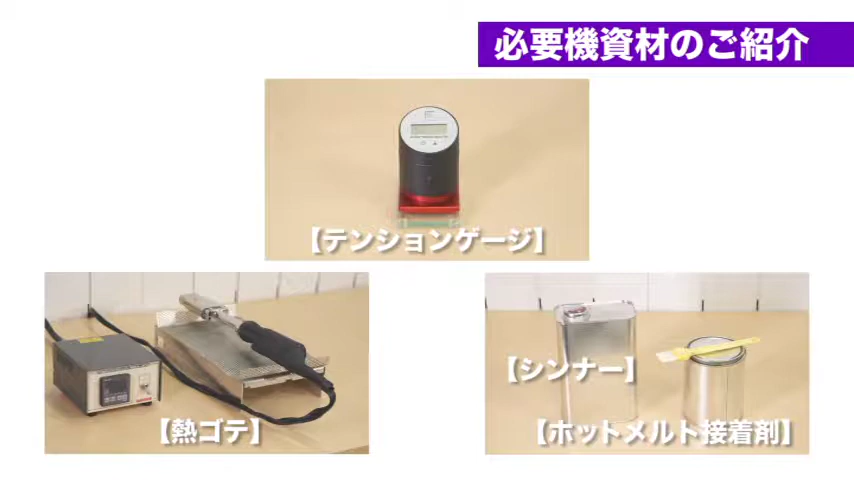 必要機資材のご紹介
【テンションゲージ】
【熱ゴテ】
【シンナー】
【ホットメルト接着剤】